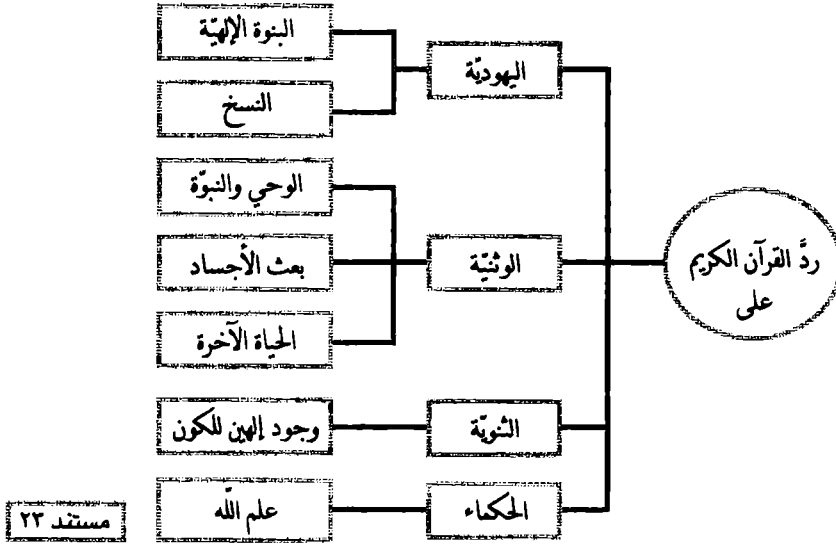 ردَّ القرآن الكريم
على
اليهوديّة
البنوة الإلهيّة
النسخ
الوثنيّة
الوحي والنبوّة
بعث الأجساد
الحياة الآخرة
الثنويّة
وجود إلهين للكون
الحكماء
علم اللّه
مستند ٢٣